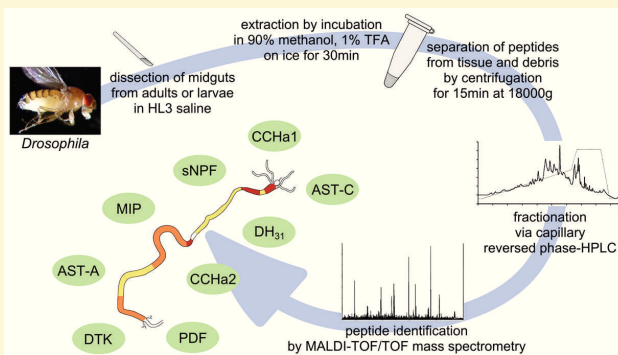 extraction by incubation
in 90% methanol, 1% TFA
on ice for 30min
dissection of midguts
from adults or larvae
in HL3 saline
separation of peptides
from tissue and debris
by centrifugation
for 15min at 18000g
Drosophila
CCHa1
sNPF
AST-C
MIP
DH31
AST-A
CCHa2
DTK
PDF
fractionation
via capillary
reversed phase-HPLC
peptide identification
by MALDI-TOF/TOF mass spectrometry